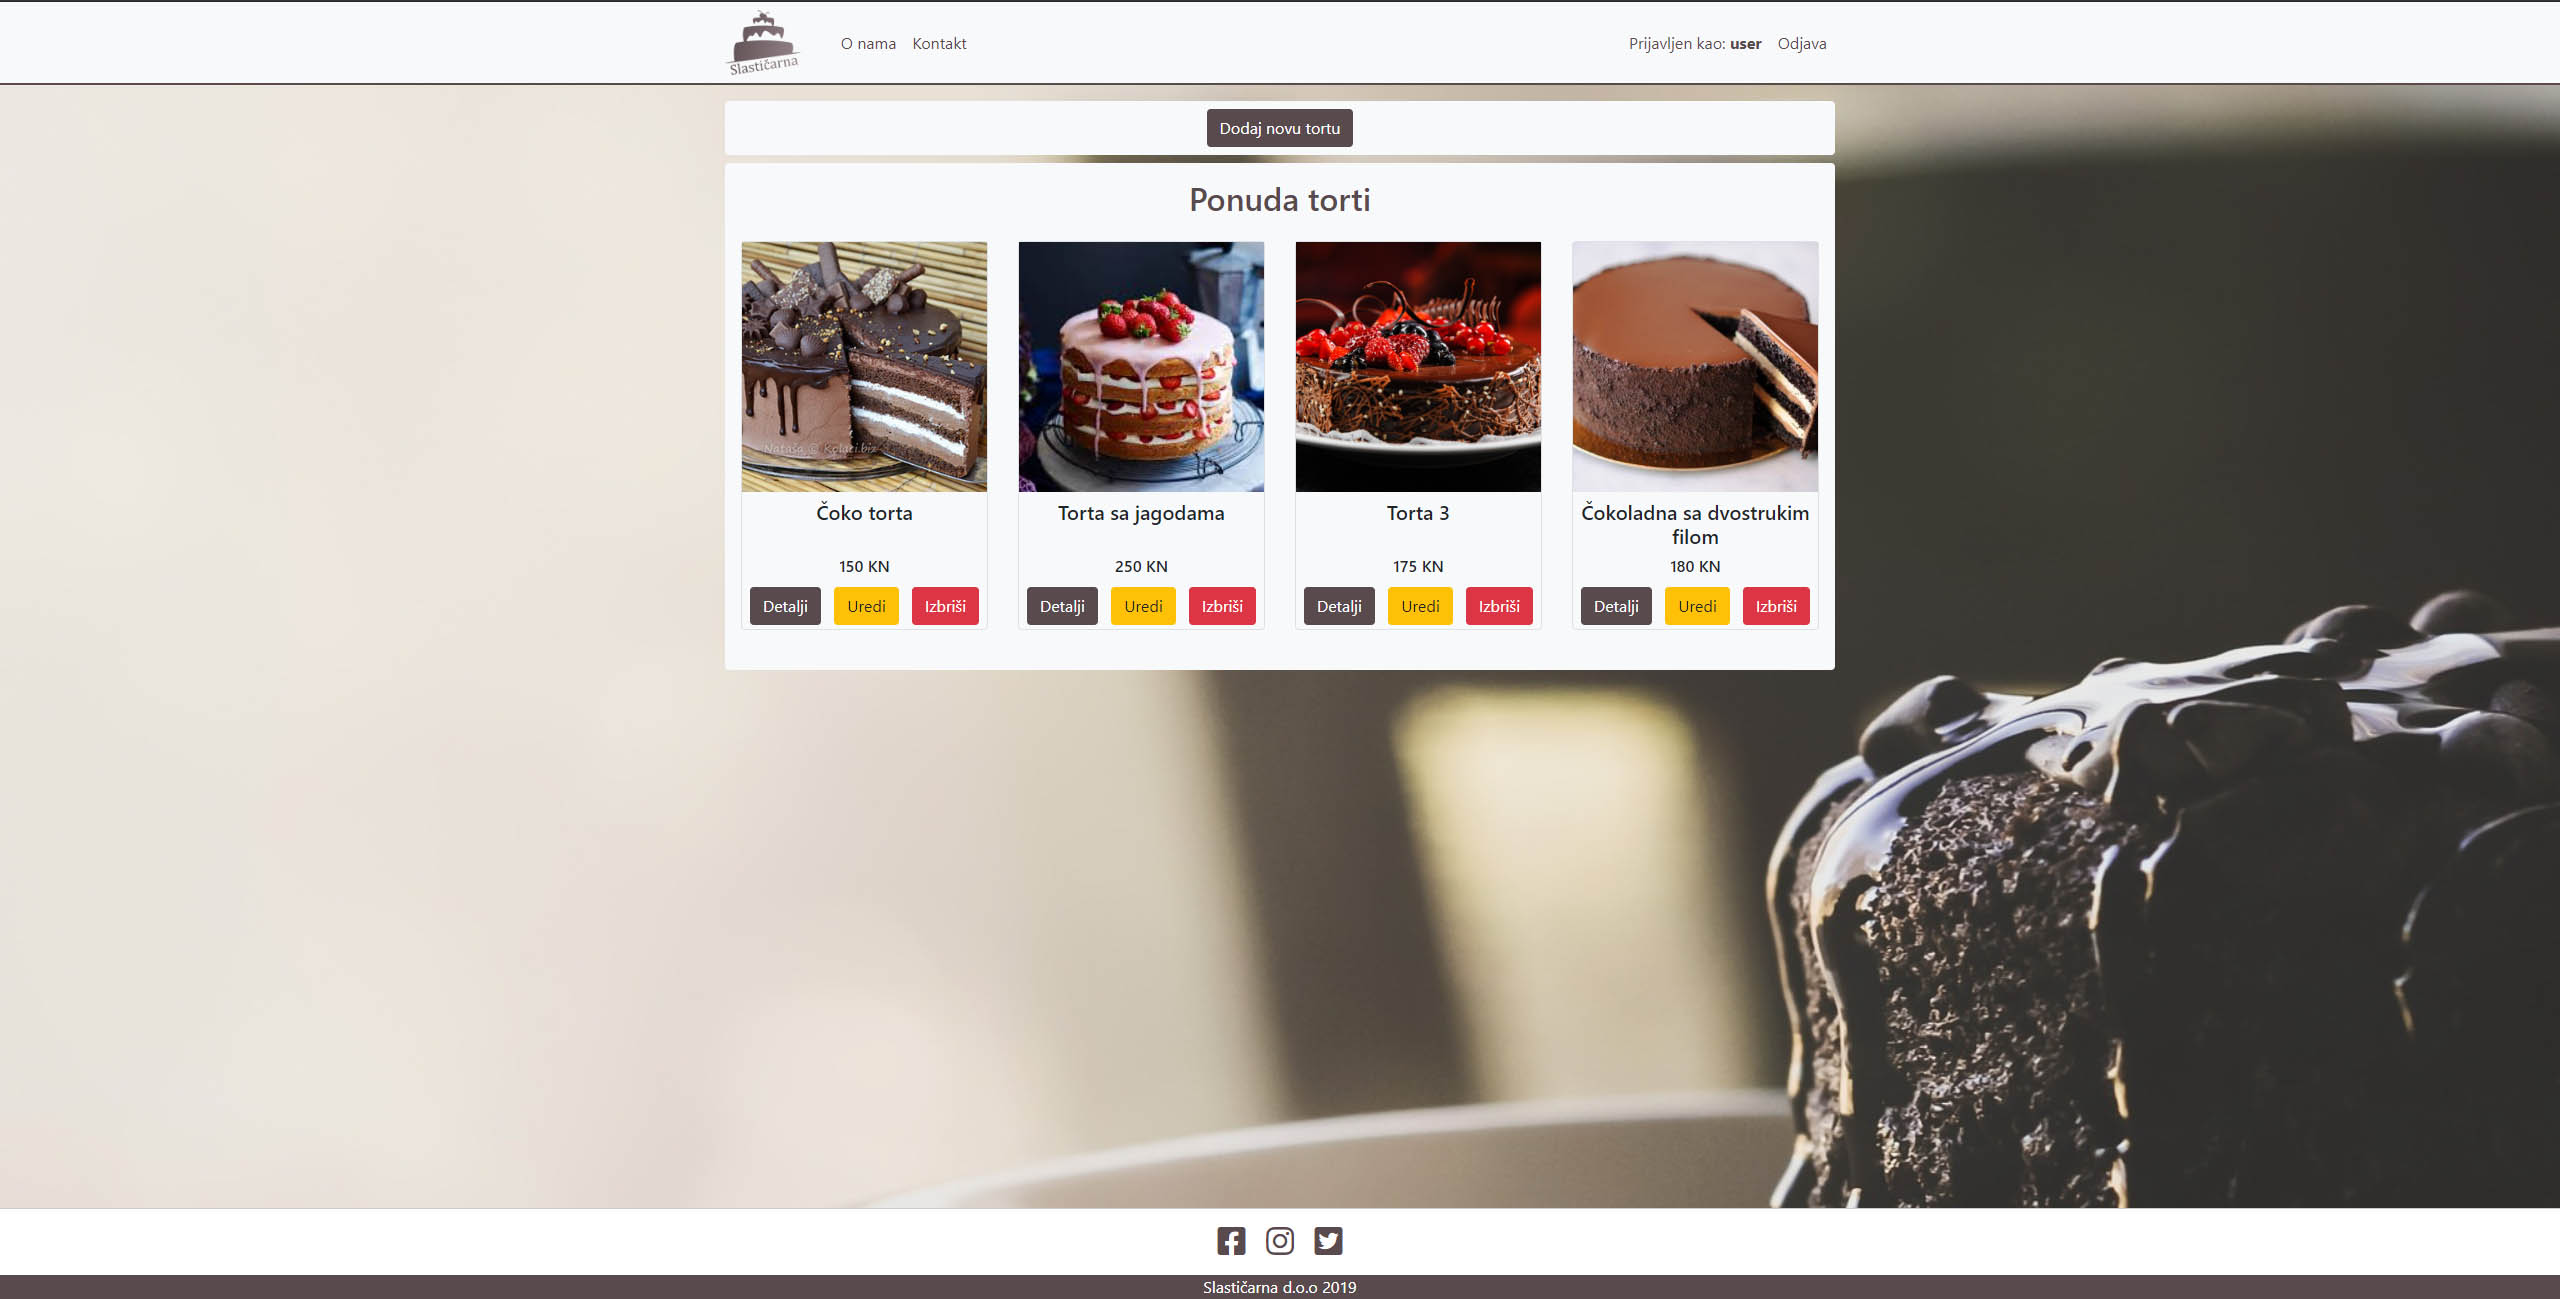 Slastičarna
O nama Kontakt
Prijavljen kao: user Odjava
Dodaj novu tortu
Ponuda torti
Nataša © Kolaci.biz
Čoko torta
150 KN
Detalji Uredi Izbriši
Torta sa jagodama
250 KN
Detalji Uredi Izbriši
Torta 3
175 KN
Detalji Uredi Izbriši
Čokoladna sa dvostrukim
filom
180 KN
Detalji Uredi Izbriši
Slastičarna d.o.o 2019